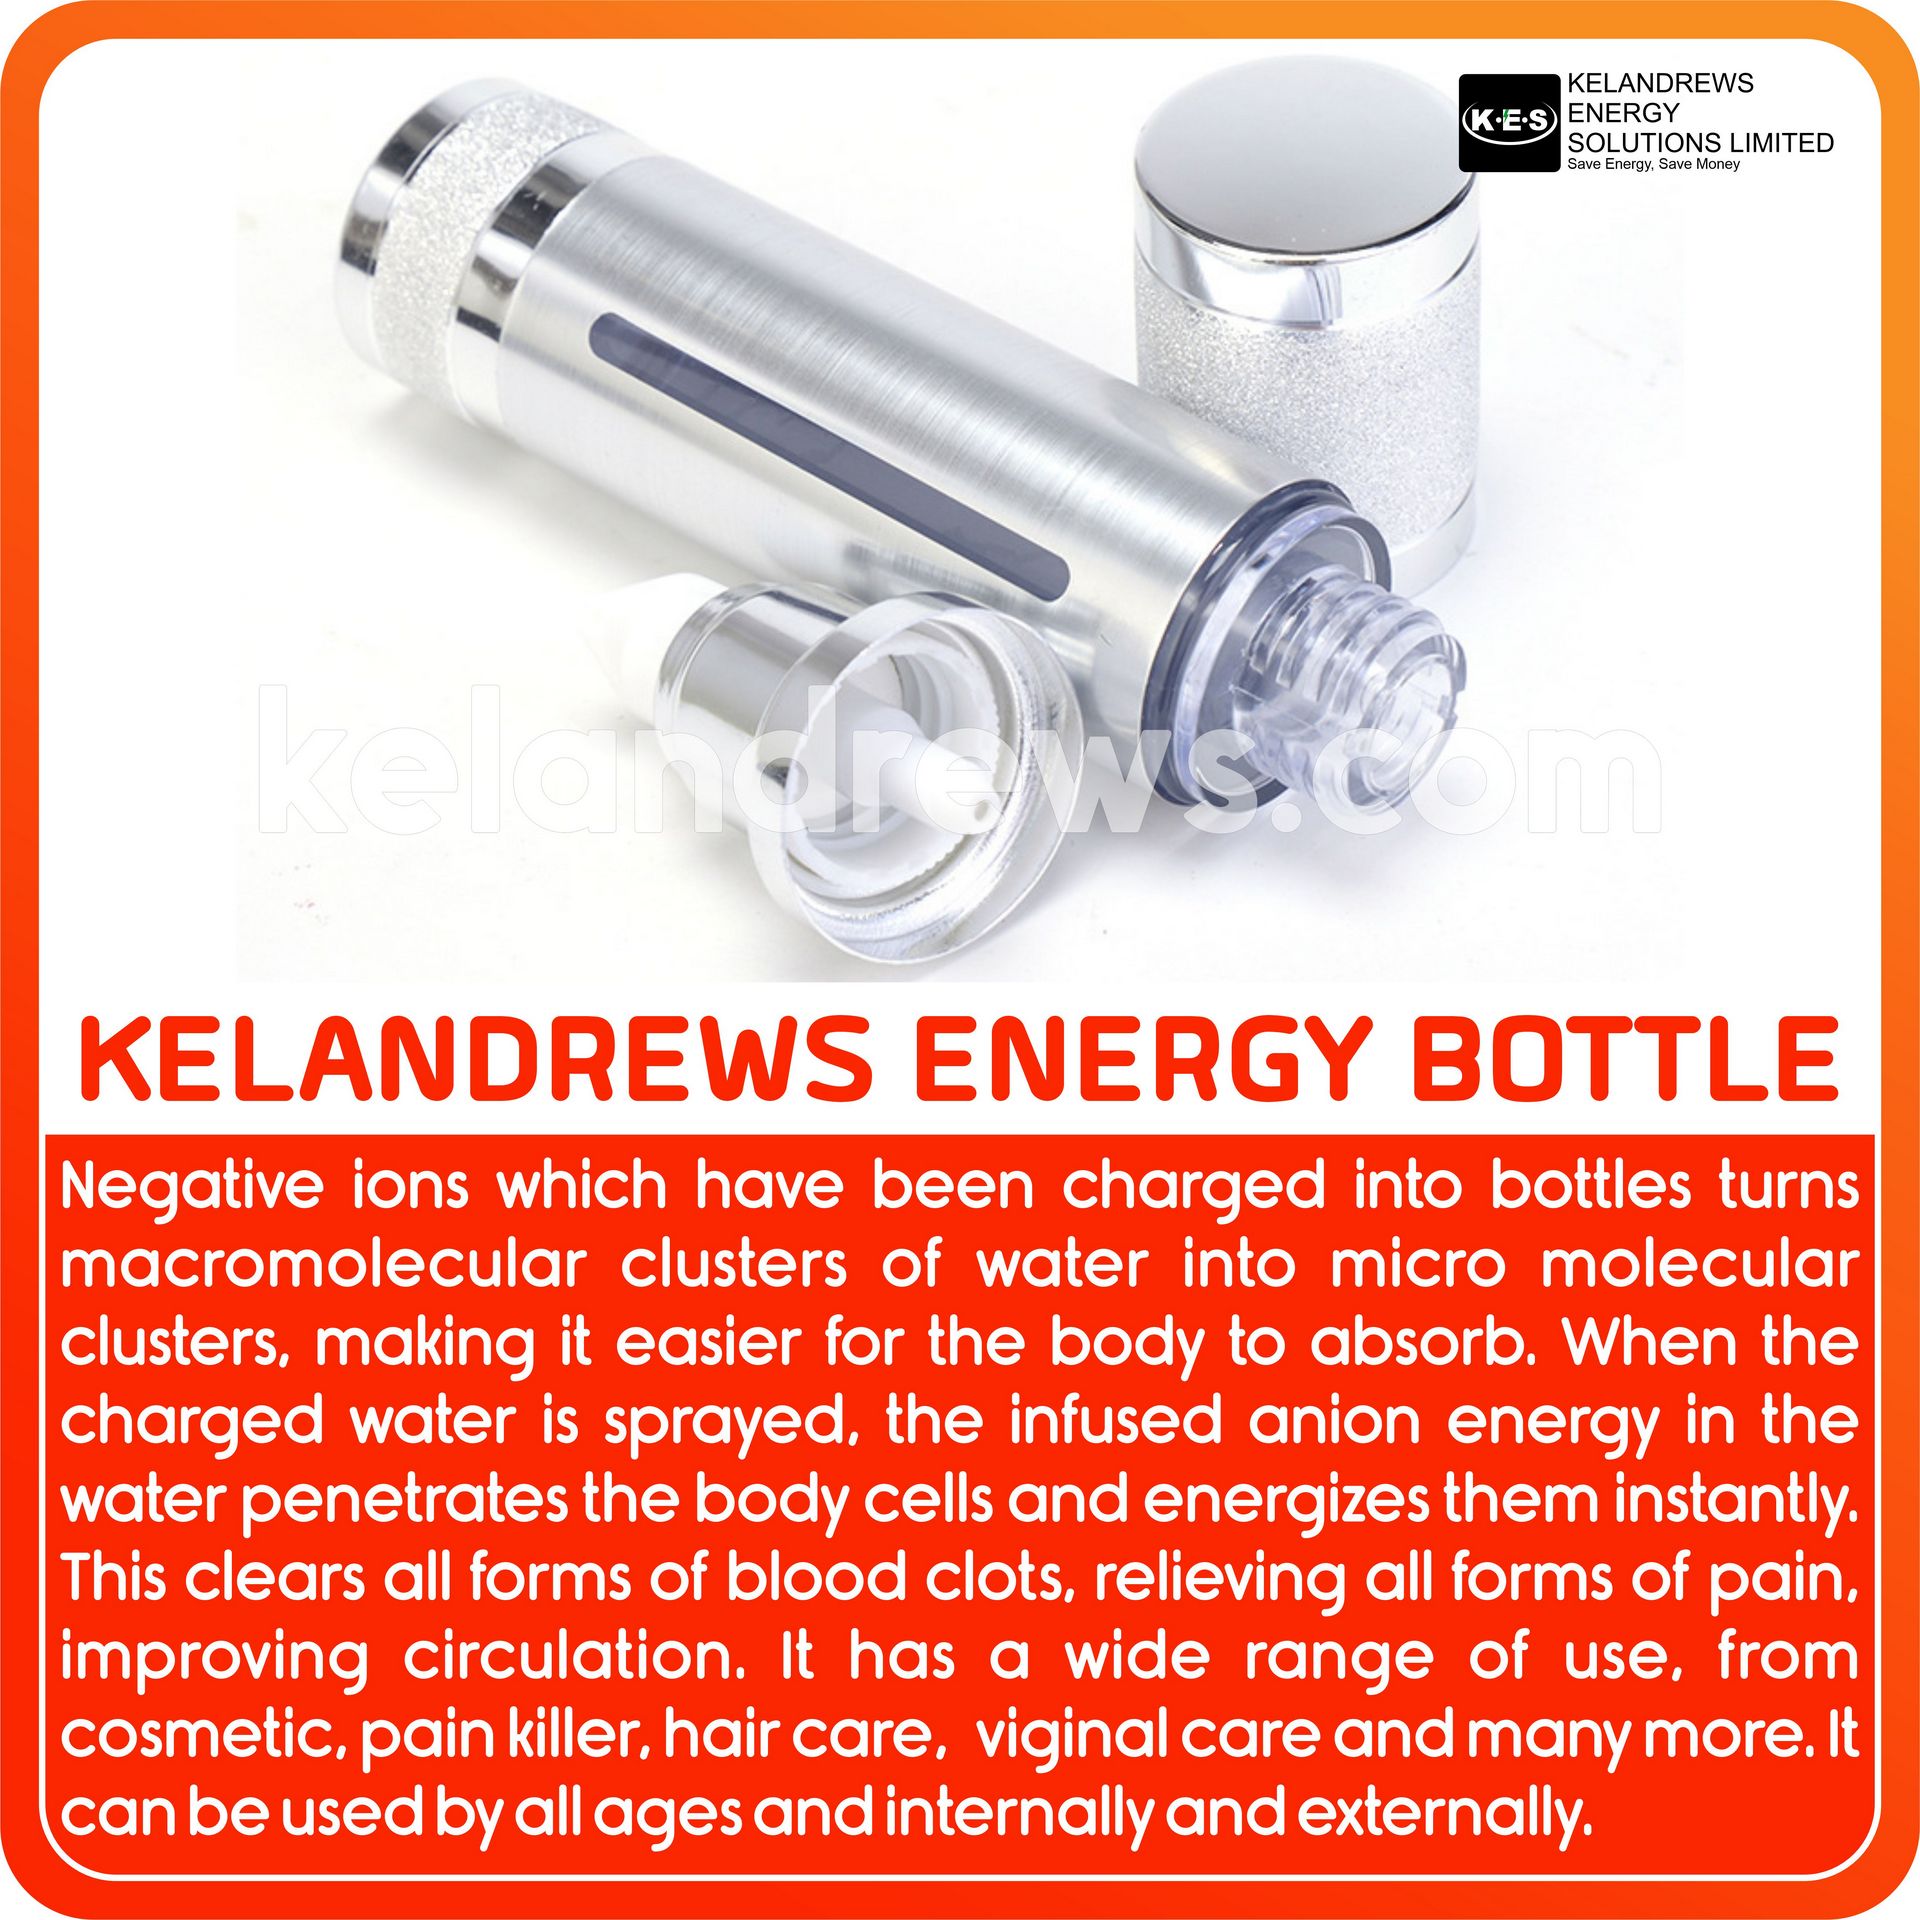 K·E·S
KELANDREWS
ENERGY
SOLUTIONS LIMITED
Save Energy, Save Money
kelandrews.com
KELANDREWS ENERGY BOTTLE
Negative ions which have been charged into bottles turns
macromolecular clusters of water into micro molecular
clusters, making it easier for the body to absorb. When the
charged water is sprayed, the infused anion energy in the
water penetrates the body cells and energizes them instantly.
This clears all forms of blood clots, relieving all forms of pain,
improving circulation. It has a wide range of use, from
cosmetic, pain killer, hair care, viginal care and many more. It
can be used by all ages and internally and externally.